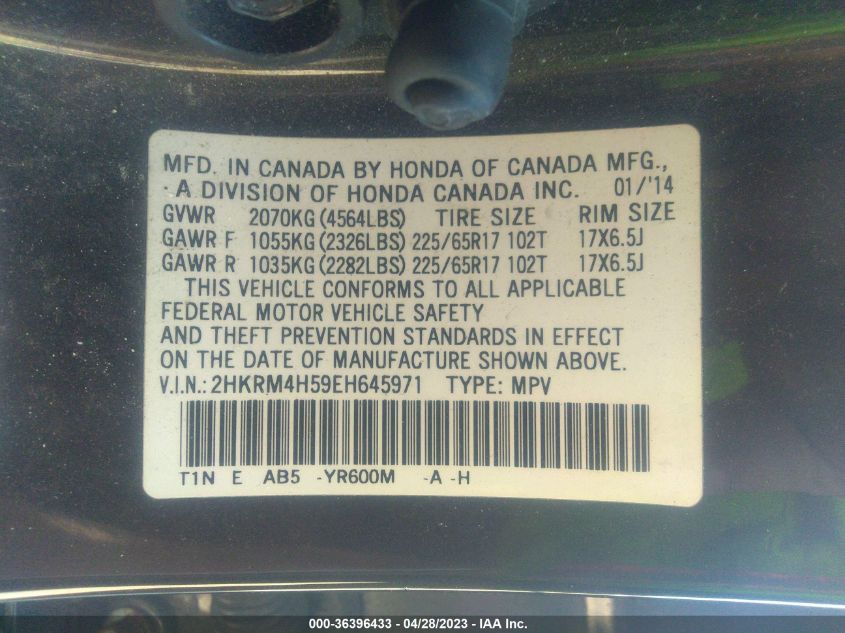 MFD. IN CANADA BY HONDA OF CANADA MFG.,
A DIVISION OF HONDA CANADA INC. 01/'14
GVWR 2070KG (4564LBS) TIRE SIZE RIM SIZE
GAWR F 1055KG (2326LBS) 225/65R17 102T 17X6.5J
GAWR R 1035KG (2282LBS) 225/65R17 102T 17X6.5J
THIS VEHICLE CONFORMS TO ALL APPLICABLE
FEDERAL MOTOR VEHICLE SAFETY
AND THEFT PREVENTION STANDARDS IN EFFECT
ON THE DATE OF MANUFACTURE SHOWN ABOVE.
V.I.N.: 2HKRM4H59EH645971 TYPE: MPV
T1N E AB5 -YR600M -A -H
000-36396433 - 04/28/2023 - IAA Inc.